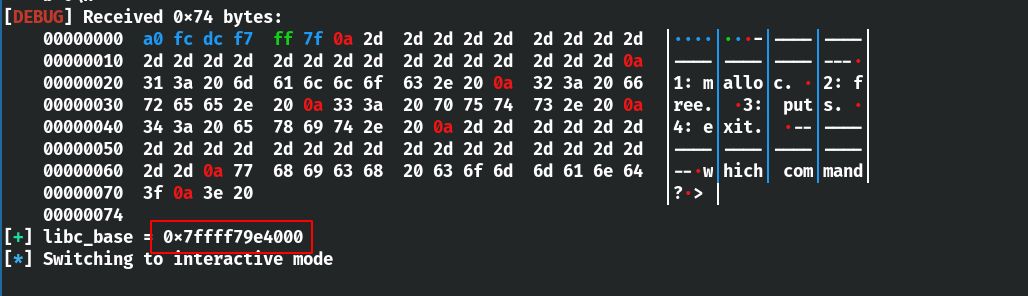 [DEBUG] Received 0×74 bytes:
00000000  a0 fc dc f7  ff 7f 0a 2d  2d 2d 2d 2d  2d 2d 2d 2d  │····│···-│----│----│
00000010  2d 2d 2d 2d  2d 2d 2d 2d  2d 2d 2d 2d  2d 2d 2d 0a  │----│----│----│---·│
00000020  31 3a 20 6d  61 6c 6c 6f  63 2e 20 0a  32 3a 20 66  │1: m│allo│c. ·│2: f│
00000030  72 65 65 2e  20 0a 33 3a  20 70 75 74  73 2e 20 0a  │ree.│ ·3:│ put│s. ·│
00000040  34 3a 20 65  78 69 74 2e  20 0a 2d 2d  2d 2d 2d 2d  │4: e│xit.│ ·--│----│
00000050  2d 2d 2d 2d  2d 2d 2d 2d  2d 2d 2d 2d  2d 2d 2d 2d  │----│----│----│----│
00000060  2d 2d 0a 77  68 69 63 68  20 63 6f 6d  6d 61 6e 64  │--·w│hich│ com│mand│
00000070  3f 0a 3e 20  │?·> │
00000074
[+] libc_base = 0×7ffff79e4000
[*] Switching to interactive mode